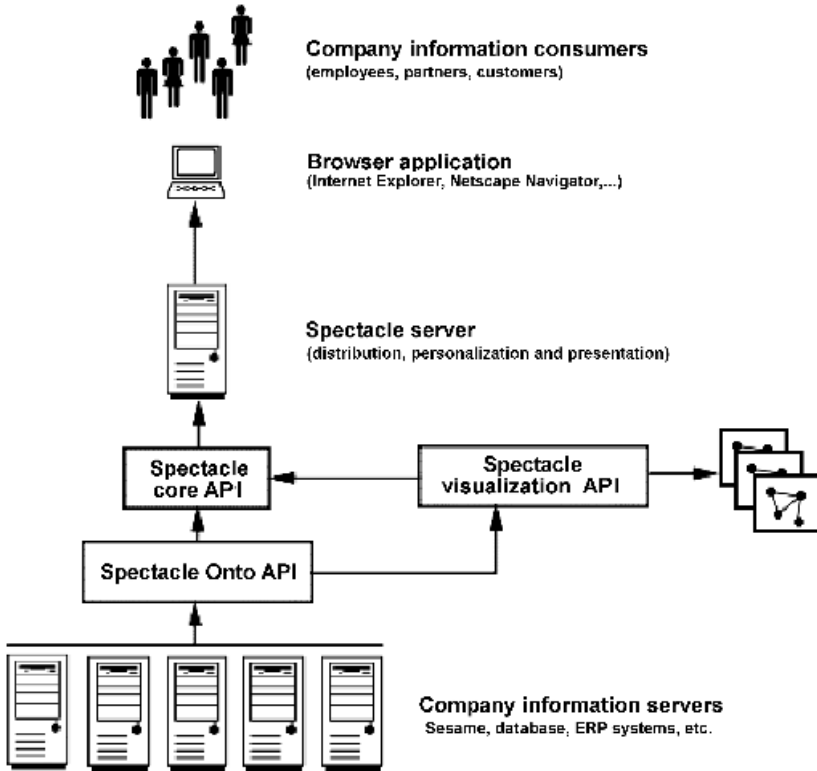 Company information consumers
(employees, partners, customers)
Browser application
(Internet Explorer, Netscape Navigator,...)
Spectacle server
(distribution, personalization and presentation)
Spectacle
core API
Spectacle
visualization API
Spectacle Onto API
Company information servers
Sesame, database, ERP systems, etc.